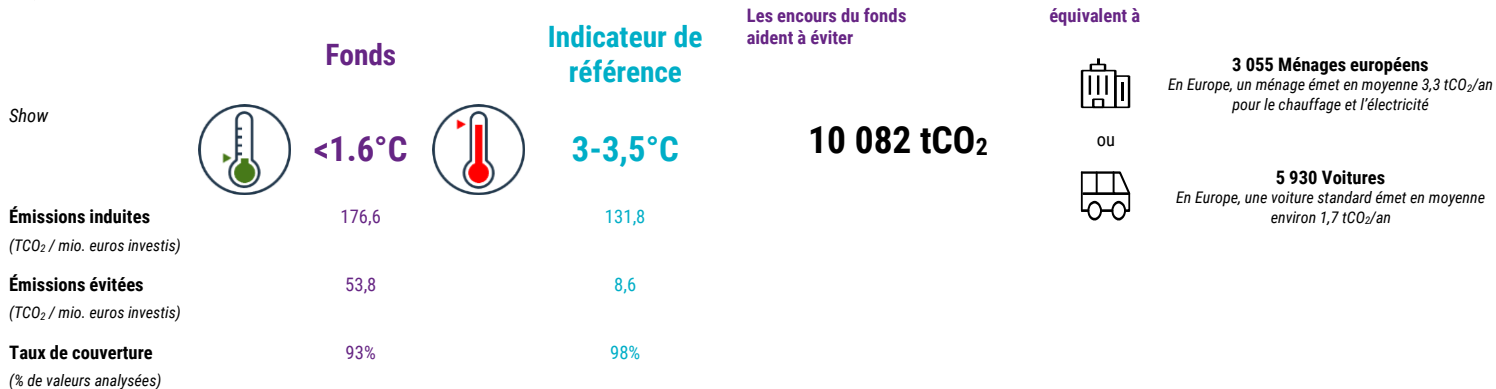 Fonds
Indicateur de
référence
Les encours du fonds
aident à éviter
équivalent à
Show
<1.6°C
3-3,5°C
10 082 tCO₂
3 055 Ménages européens
En Europe, un ménage émet en moyenne 3,3 tCO₂/an
pour le chauffage et l'électricité
ou
5 930 Voitures
En Europe, une voiture standard émet en moyenne
environ 1,7 tCO₂/an
Émissions induites 176,6 131,8
(TCO₂ / mio. euros investis)
Émissions évitées 53,8 8,6
(TCO₂ / mio. euros investis)
Taux de couverture 93% 98%
(% de valeurs analysées)